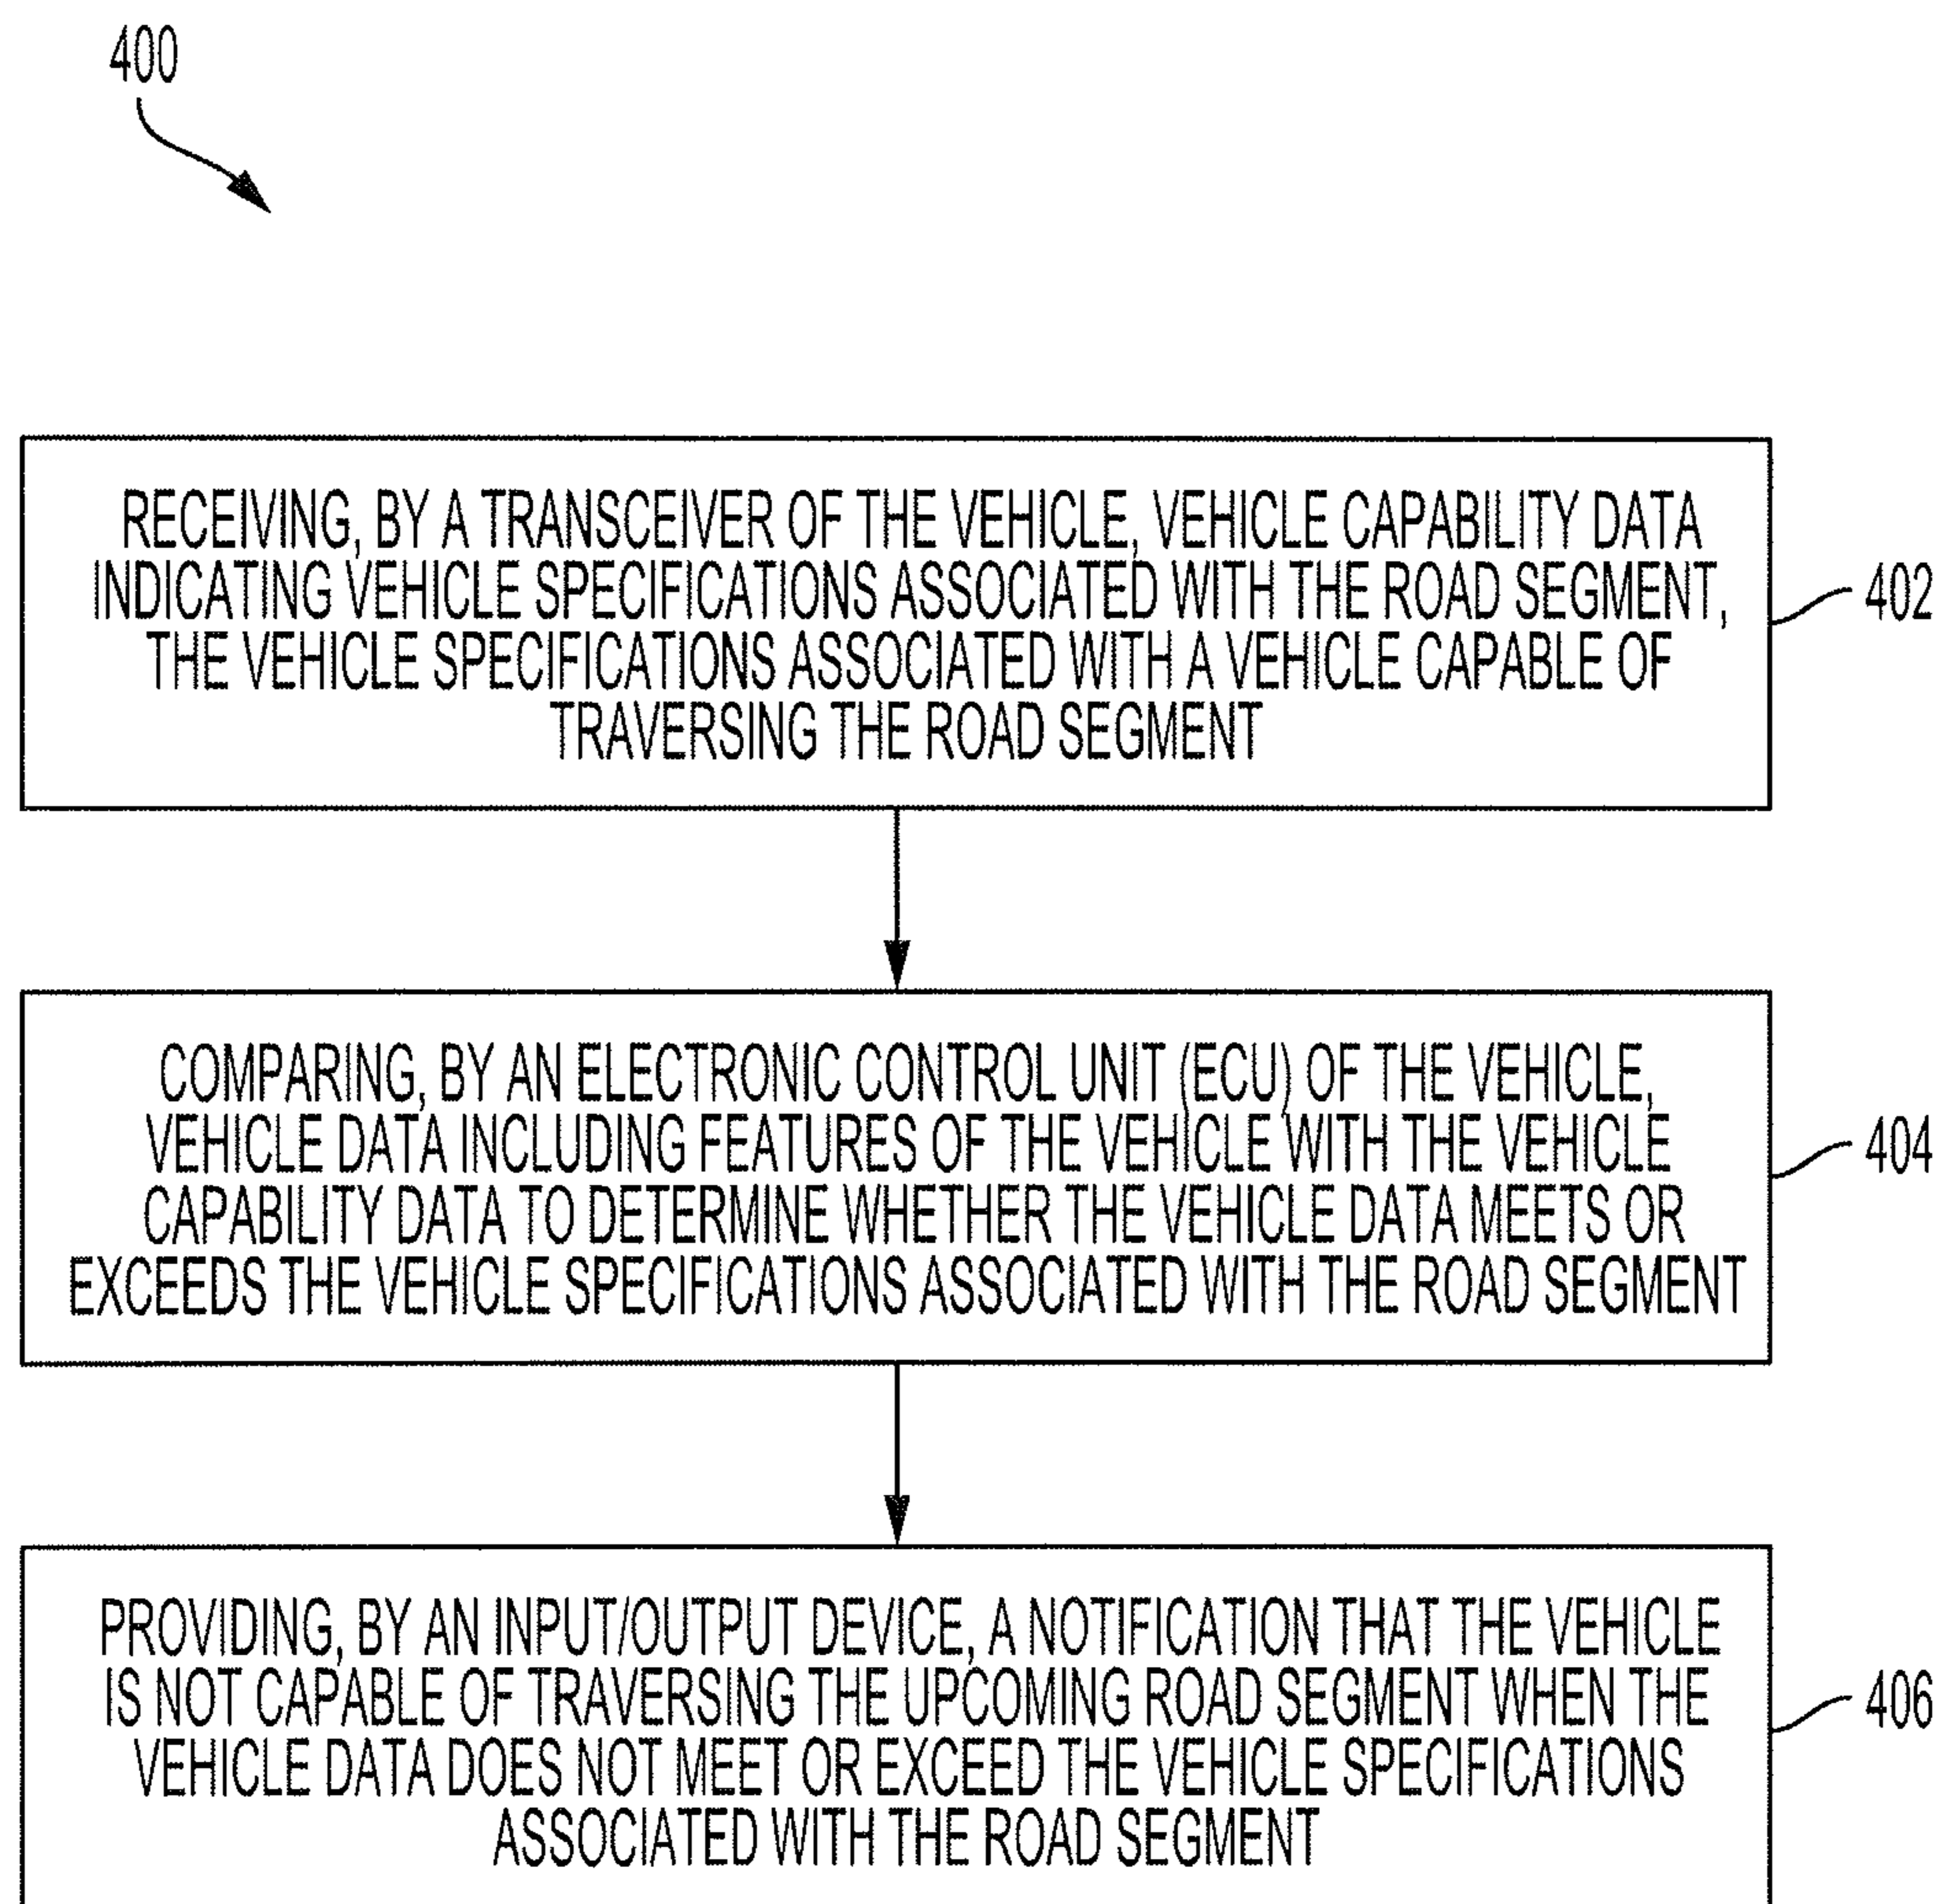 400
RECEIVING, BY A TRANSCEIVER OF THE VEHICLE, VEHICLE CAPABILITY DATA
INDICATING VEHICLE SPECIFICATIONS ASSOCIATED WITH THE ROAD SEGMENT,
THE VEHICLE SPECIFICATIONS ASSOCIATED WITH A VEHICLE CAPABLE OF
TRAVERSING THE ROAD SEGMENT
402
COMPARING, BY AN ELECTRONIC CONTROL UNIT (ECU) OF THE VEHICLE,
VEHICLE DATA INCLUDING FEATURES OF THE VEHICLE WITH THE VEHICLE
CAPABILITY DATA TO DETERMINE WHETHER THE VEHICLE DATA MEETS OR
EXCEEDS THE VEHICLE SPECIFICATIONS ASSOCIATED WITH THE ROAD SEGMENT
404
PROVIDING, BY AN INPUT/OUTPUT DEVICE, A NOTIFICATION THAT THE VEHICLE
IS NOT CAPABLE OF TRAVERSING THE UPCOMING ROAD SEGMENT WHEN THE
VEHICLE DATA DOES NOT MEET OR EXCEED THE VEHICLE SPECIFICATIONS
ASSOCIATED WITH THE ROAD SEGMENT
406